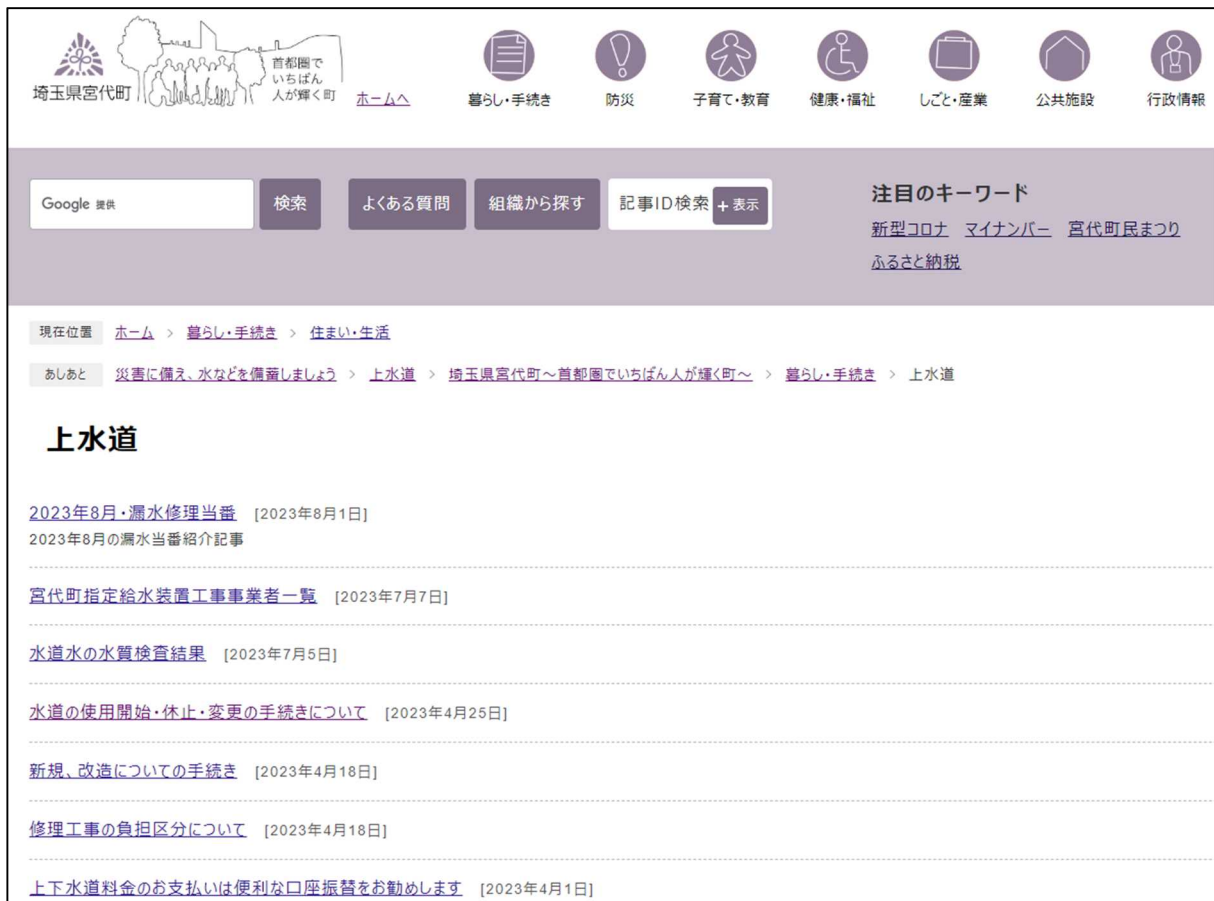 埼玉県宮代町
首都圏で
いちばん
人が輝く町
ホームへ
暮らし・手続き
防災
子育て・教育
健康・福祉
しごと・産業
公共施設
行政情報
Google 提供
検索
よくある質問
組織から探す
記事ID検索
+ 表示
注目のキーワード
新型コロナ マイナンバー 宮代町民まつり
ふるさと納税
現在位置 ホーム > 暮らし・手続き > 住まい・生活
あしあと 災害に備え、水などを備蓄しましょう > 上水道 > 埼玉県宮代町～首都圏でいちばん人が輝く町～ > 暮らし・手続き > 上水道
上水道
2023年8月・漏水修理当番 [2023年8月1日]
2023年8月の漏水当番紹介記事
宮代町指定給水装置工事事業者一覧 [2023年7月7日]
水道水の水質検査結果 [2023年7月5日]
水道の使用開始・休止・変更の手続きについて [2023年4月25日]
新規、改造についての手続き [2023年4月18日]
修理工事の負担区分について [2023年4月18日]
上下水道料金のお支払いは便利な口座振替をお勧めします [2023年4月1日]